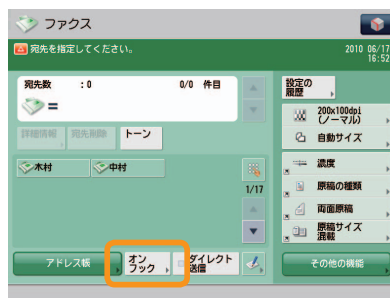 ファクス
宛先を指定してください。
2010 06/17
16:52
宛先数 :0 0/0 件目
=
詳細情報 宛先削除 トーン
木村 中村
1/17
アドレス帳
オン
フック
ダイレクト
送信
設定の
履歴
200x100dpi
(ノーマル)
自動サイズ
濃度
原稿の種類
両面原稿
原稿サイズ
混載
その他の機能